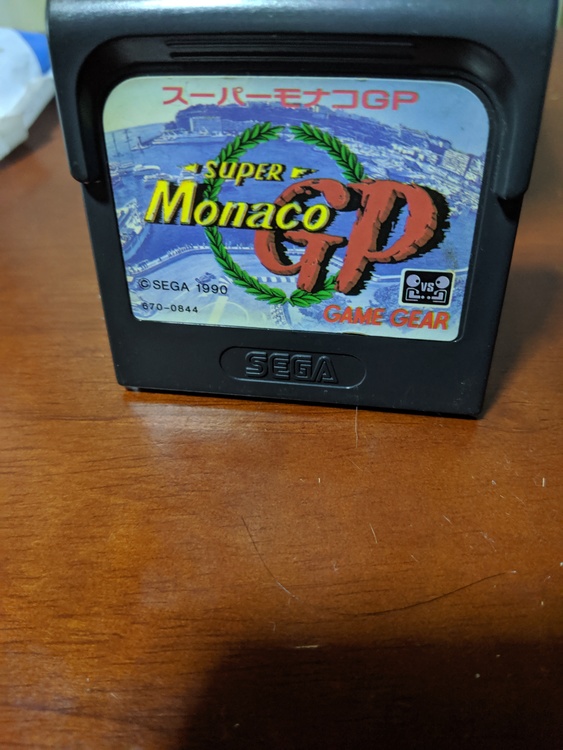 スーパーモナコGP
SUPER
Monaco
GP
©SEGA 1990
670-0844
VS
GAME GEAR
SEGA